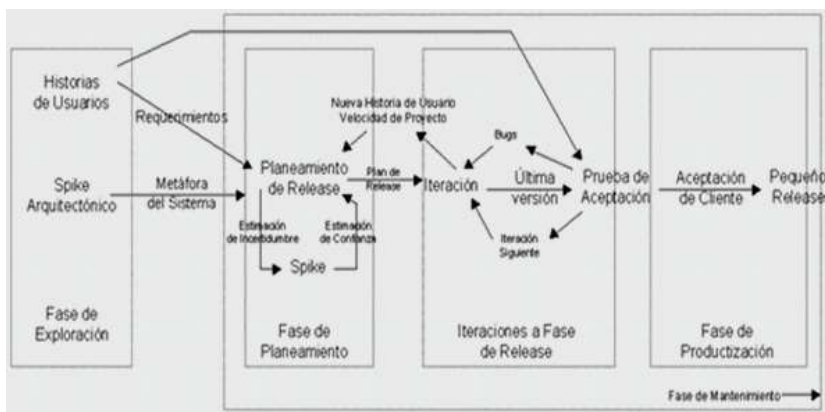 Historias
de Usuarios
Requerimientos
Spike
Arquitectónico
Metáfora
del Sistema
Fase de
Exploración
Nueva Historia de Usuario
Velocidad de Proyecto
Planeamiento
de Release
Plan de
Release
Estimación
de Incertidumbre
Estimación
de Confianza
Spike
Fase de
Planeamiento
Bugs
Iteración
Última
versión
Prueba de
Aceptación
Iteración
Siguiente
Iteraciones a Fase
de Release
Aceptación
de Cliente
Pequeño
Release
Fase de
Productización
Fase de Mantenimiento